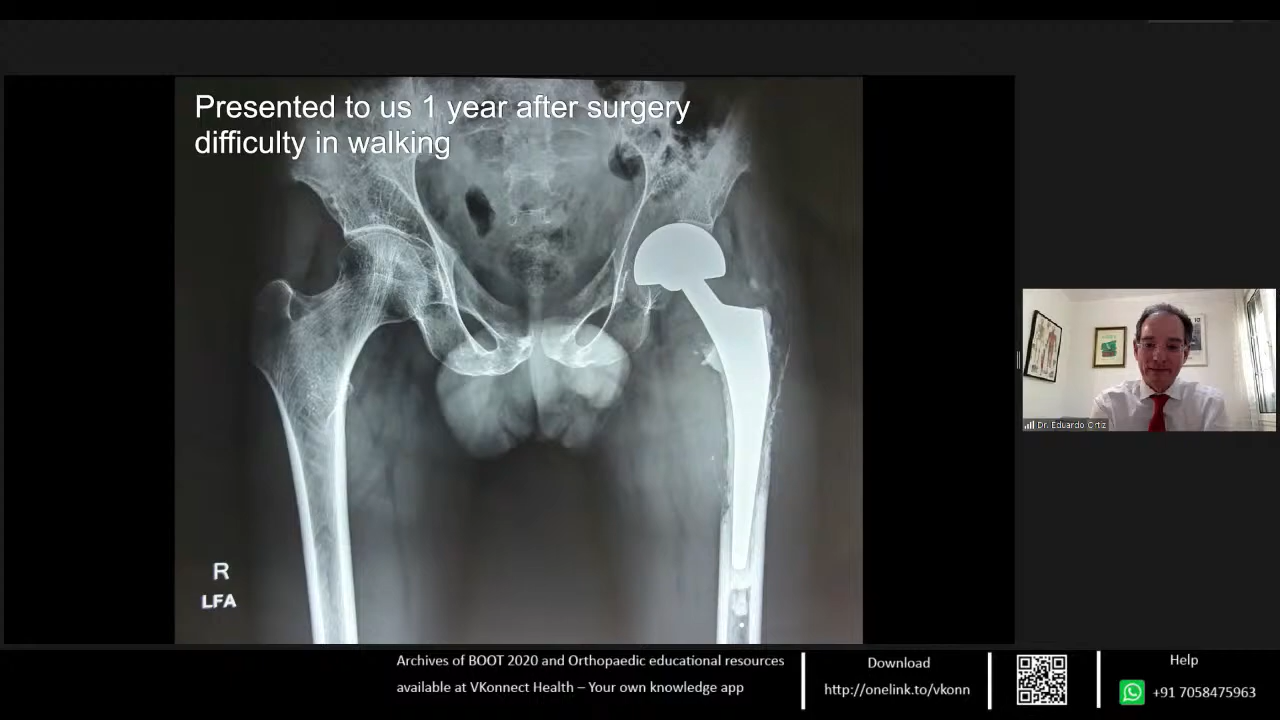 Presented to us 1 year after surgery
difficulty in walking
R
LFA
Dr. Eduardo Ortiz
Archives of BOOT 2020 and Orthopaedic educational resources
available at VKonnect Health – Your own knowledge app
Download
http://onelink.to/vkonn
Help
+91 7058475963